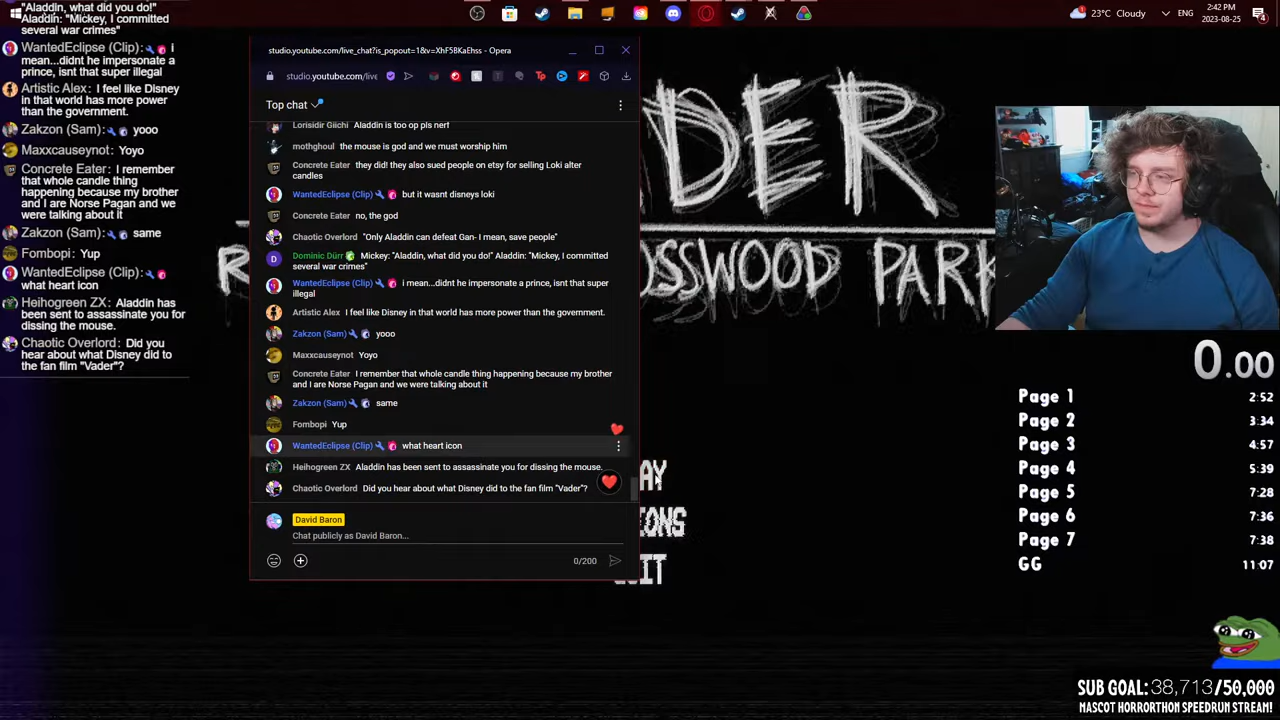 "Aladdin, what did you do!"
Aladdin: "Mickey, I committed
several war crimes"
WantedEclipse (Clip): i
mean...didnt he impersonate a
prince, isnt that super illegal
Artistic Alex: I feel like Disney
in that world has more power
than the government.
Zakzon (Sam): yooo
Maxxcauseynot: Yoyo
Concrete Eater: I remember
that whole candle thing
happening because my brother
and I are Norse Pagan and we
were talking about it
Zakzon (Sam): same
Fombopi: Yup
WantedEclipse (Clip):
what heart icon
Heihogreen ZX: Aladdin has
been sent to assassinate you for
dissing the mouse.
Chaotic Overlord: Did you
hear about what Disney did to
the fan film "Vader"?
studio.youtube.com/live_chat?is_popout=1&v=XhF5BKaEhss - Opera
studio.youtube.com/live
Top chat
Lorisidir Giichi Aladdin is too op pls nerf
mothghoul the mouse is god and we must worship him
Concrete Eater they did! they also sued people on etsy for selling Loki alter
candles
WantedEclipse (Clip) but it wasnt disneys loki
Concrete Eater no, the god
Chaotic Overlord "Only Aladdin can defeat Gan- I mean, save people"
Dominic Dürr Mickey: "Aladdin, what did you do!" Aladdin: "Mickey, I committed
several war crimes"
WantedEclipse (Clip) i mean...didnt he impersonate a prince, isnt that super
illegal
Artistic Alex I feel like Disney in that world has more power than the government.
Zakzon (Sam) yooo
Maxxcauseynot Yoyo
Concrete Eater I remember that whole candle thing happening because my brother
and I are Norse Pagan and we were talking about it
Zakzon (Sam) same
Fombopi Yup
WantedEclipse (Clip) what heart icon
Heihogreen ZX Aladdin has been sent to assassinate you for dissing the mouse.
Chaotic Overlord Did you hear about what Disney did to the fan film "Vader"?
David Baron
Chat publicly as David Baron...
0/200
DER
R OSSWOOD PARK
AY
IONS
UIT
23°C Cloudy
ENG
2:42 PM
2023-08-25
0.00
Page 1 2:52
Page 2 3:34
Page 3 4:57
Page 4 5:39
Page 5 7:28
Page 6 7:36
Page 7 7:38
GG 11:07
SUB GOAL: 38,713/50,000
MASCOT HORRORTHON SPEEDRUN STREAM!